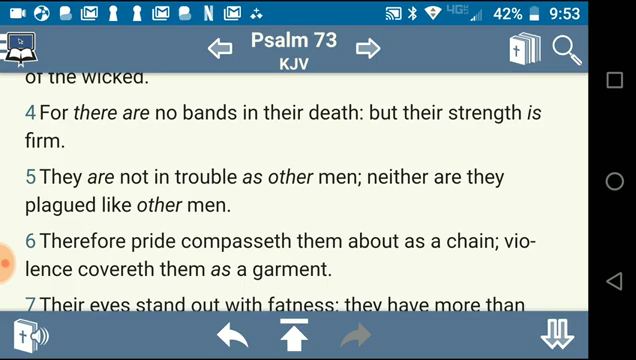 42% 9:53
Psalm 73
KJV
of the wicked.
4 For there are no bands in their death: but their strength is
firm.
5 They are not in trouble as other men; neither are they
plagued like other men.
6 Therefore pride compasseth them about as a chain; vio-
lence covereth them as a garment.
7 Their eyes stand out with fatness: they have more than